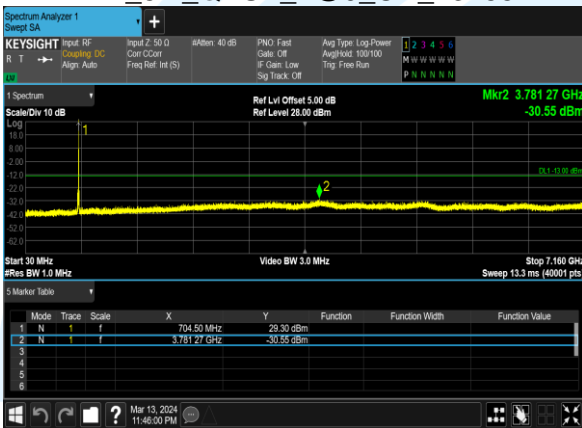 Spectrum Analyzer 1
Swept SA
KEYSIGHT
R T
LW
Input: RF
Coupling: DC
Align: Auto
Input Z: 50 Ω
Corr CCorr
Freq Ref: Int (S)
#Atten: 40 dB
PNO: Fast
Gate: Off
IF Gain: Low
Sig Track: Off
Avg Type: Log-Power
Avg|Hold: 100/100
Trig: Free Run
1 2 3 4 5 6
M W W W W W
P N N N N N
1 Spectrum
Scale/Div 10 dB
Ref Lvl Offset 5.00 dB
Ref Level 28.00 dBm
Mkr2 3.781 27 GHz
-30.55 dBm
Log
18.0
8.00
-2.00
-12.0
-22.0
-32.0
-42.0
-52.0
-62.0
1
2
DL1 -13.00 dBm
Start 30 MHz
#Res BW 1.0 MHz
Video BW 3.0 MHz
Stop 7.160 GHz
Sweep 13.3 ms (40001 pts)
5 Marker Table
Mode Trace Scale X Y Function Function Width Function Value
1 N 1 f 704.50 MHz 29.30 dBm
2 N 1 f 3.781 27 GHz -30.55 dBm
3
4
5
6
?
Mar 13, 2024
11:46:00 PM